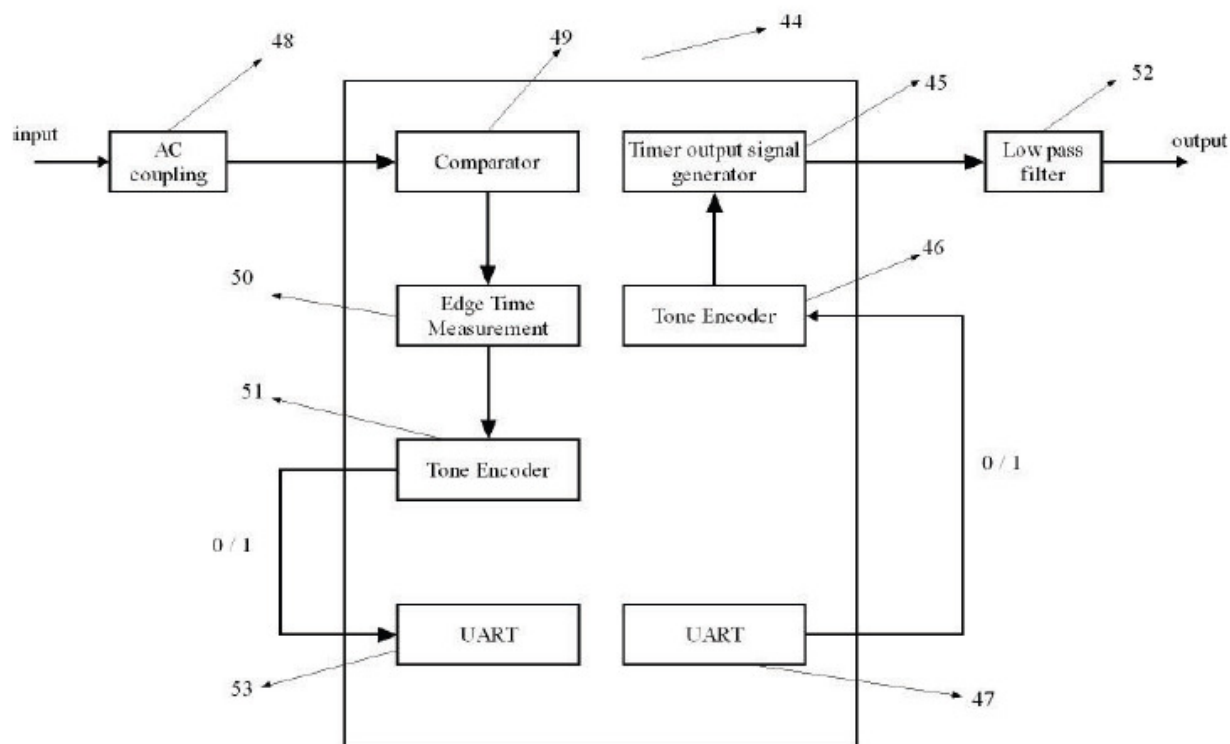 48
49
44
45
52
input
AC
coupling
Comparator
Timer output signal
generator
Low pass
filter
output
50
46
Edge Time
Measurement
Tone Encoder
51
Tone Encoder
0 / 1
0 / 1
UART
UART
53
47